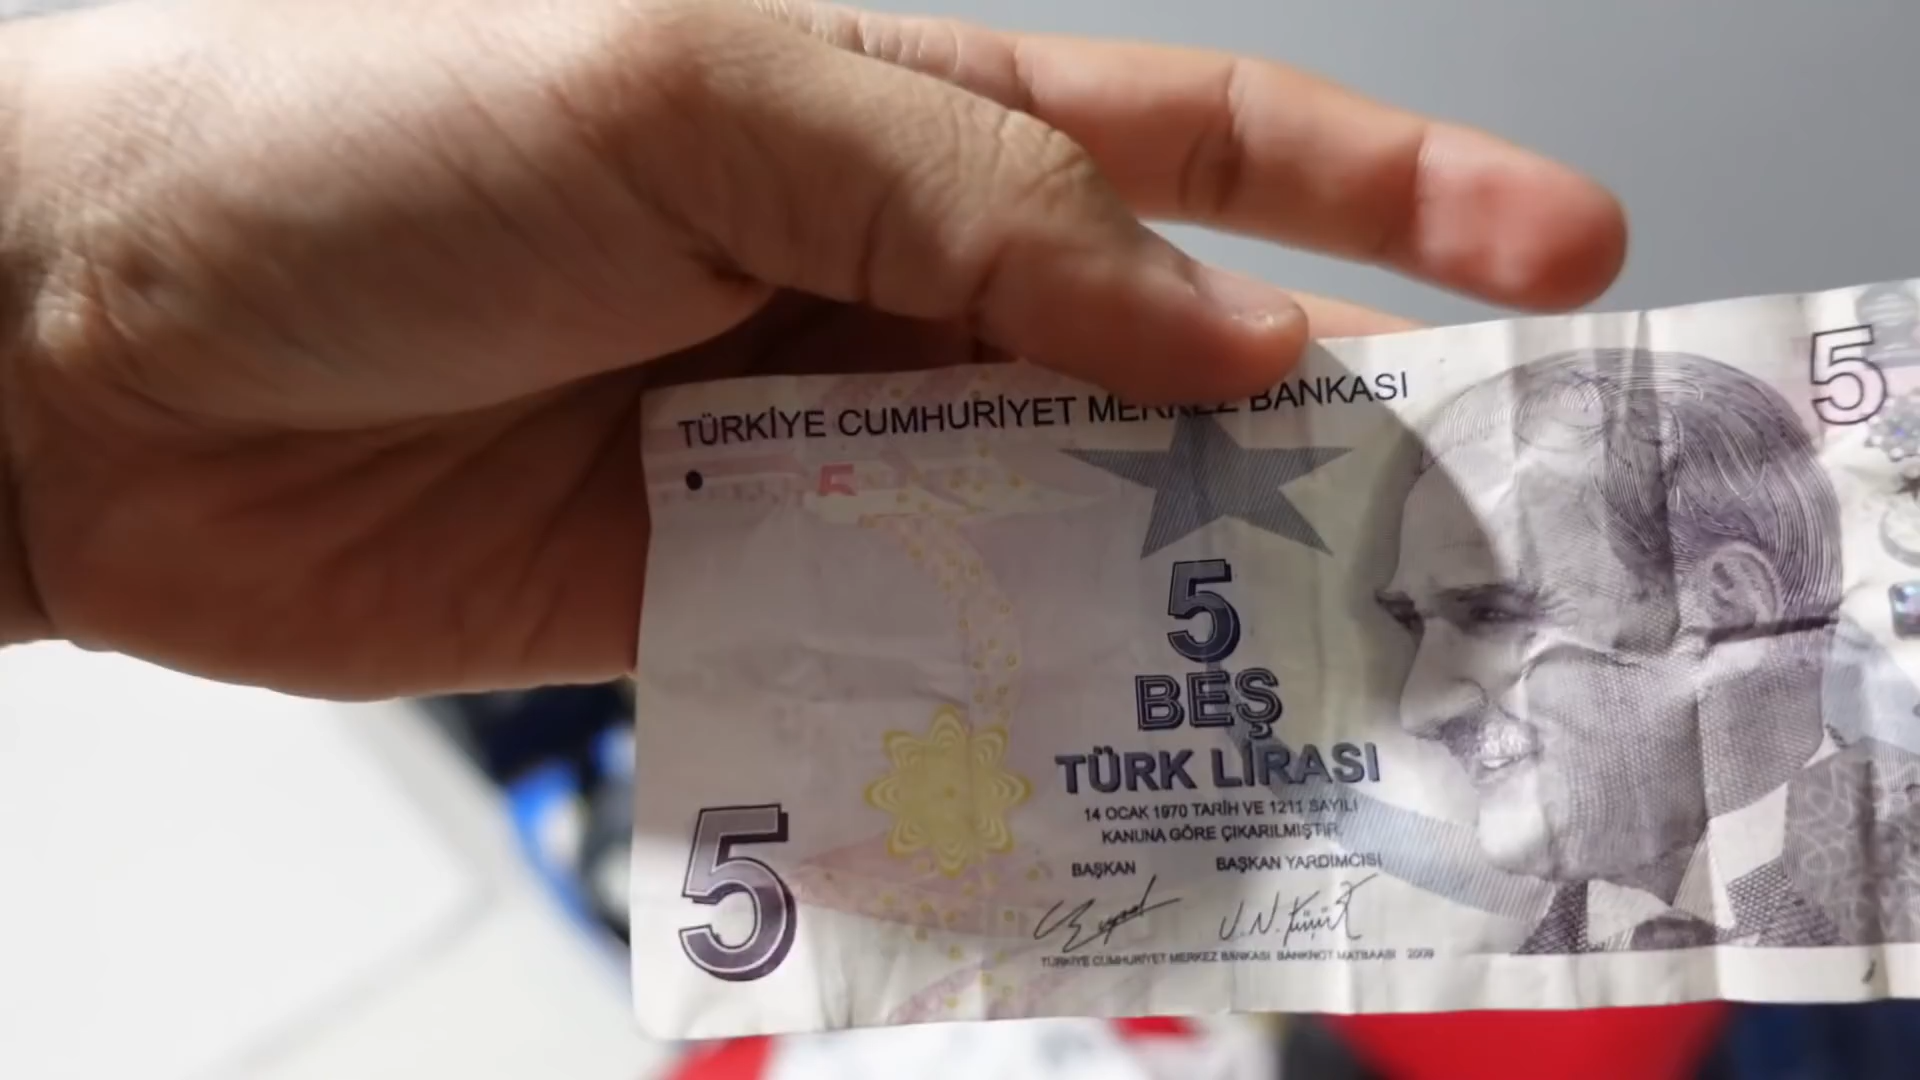 TÜRKİYE CUMHURİYET MERKEZ BANKASI
5
5
5
BEŞ
TÜRK LİRASI
14 OCAK 1970 TARİH VE 1211 SAYILI
KANUNA GÖRE ÇIKARILMIŞTIR.
BAŞKAN BAŞKAN YARDIMCISI
5
TÜRKİYE CUMHURİYET MERKEZ BANKASI BANKNOT MATBAASI 2009